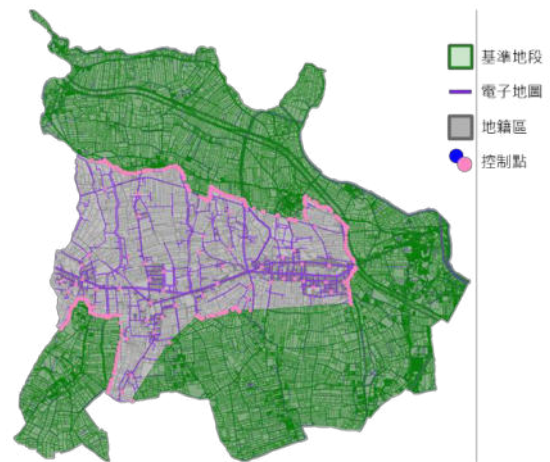 基準地段
電子地圖
地籍區
控制點